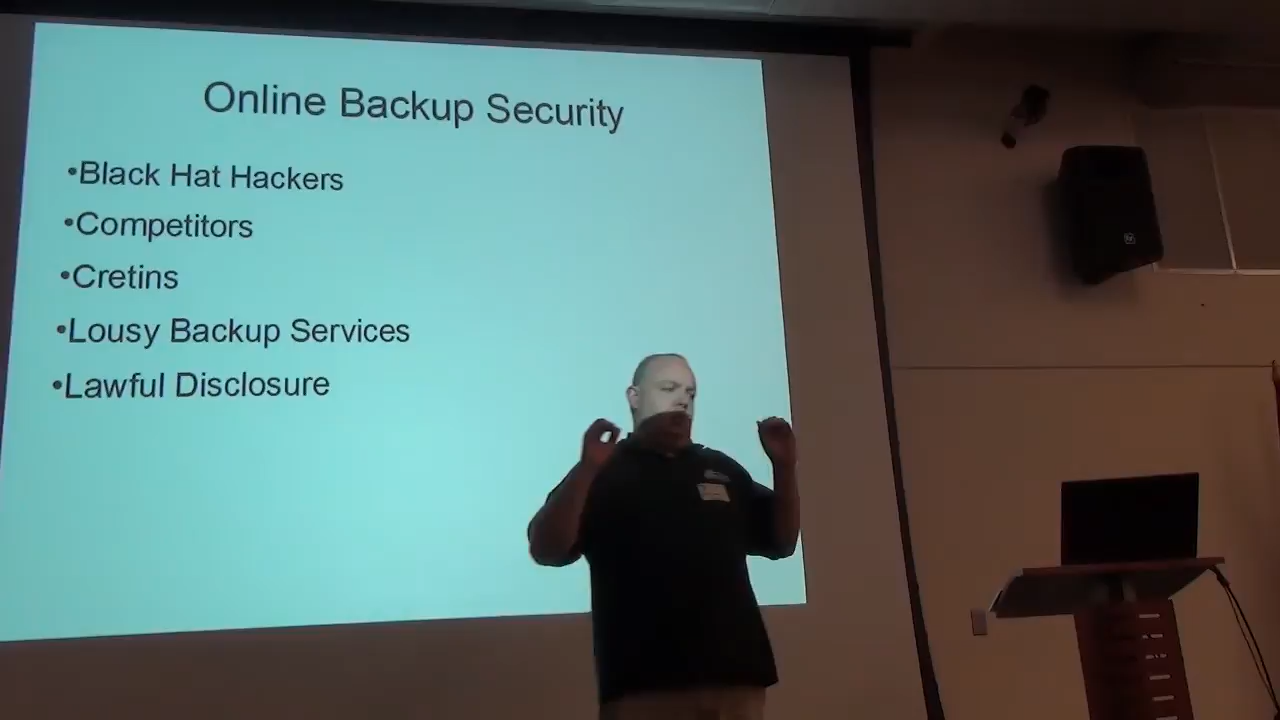 Online Backup Security
•Black Hat Hackers
•Competitors
•Cretins
•Lousy Backup Services
•Lawful Disclosure